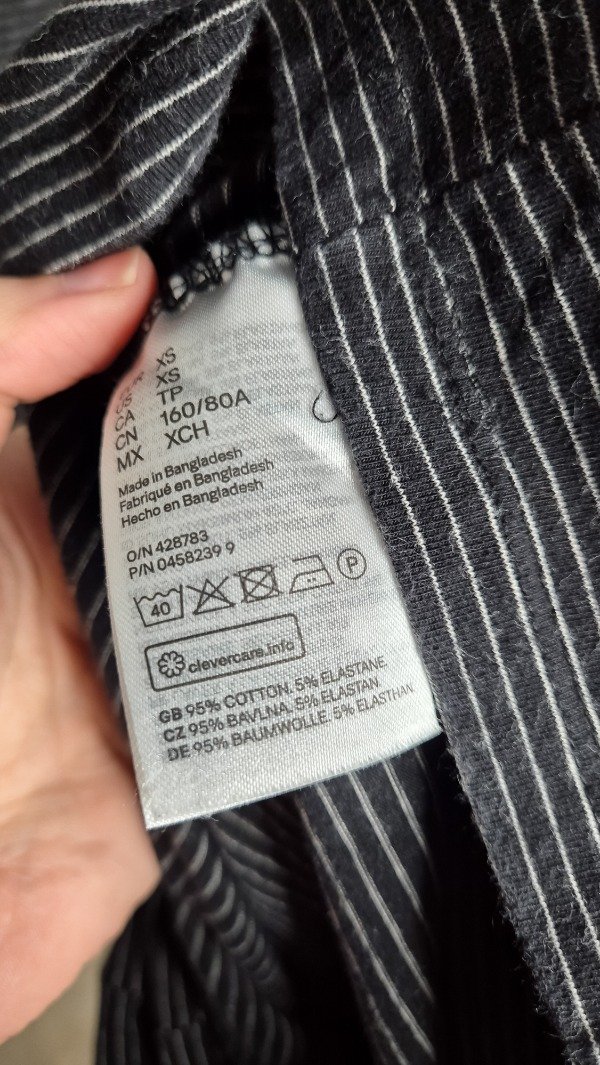 XS
XS
CA TP
CN 160/80A
MX XCH
Made in Bangladesh
Fabriqué en Bangladesh
Hecho en Bangladesh
O/N 428783
P/N 0458239 9
40
P
clevercare.info
GB 95% COTTON. 5% ELASTANE
CZ 95% BAVLNA. 5% ELASTAN
DE 95% BAUMWOLLE. 5% ELASTHAN